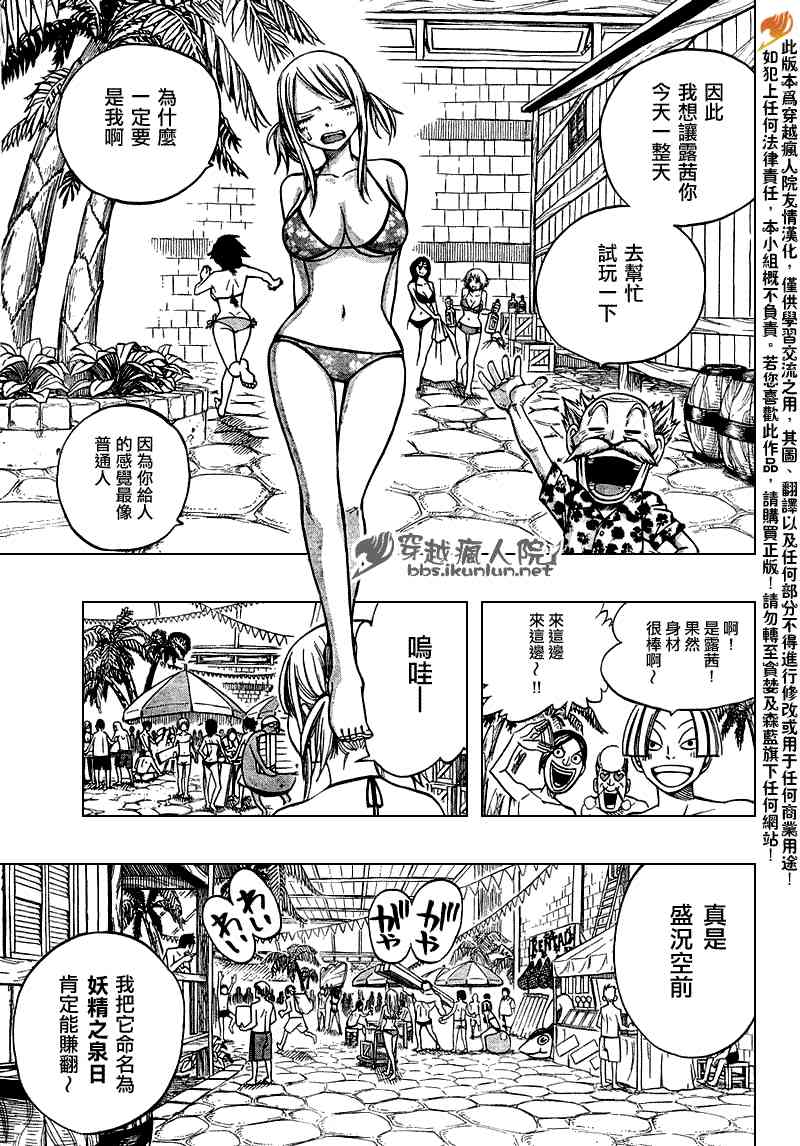 因此
我想讓露茜你
今天一整天
去幫忙
試玩一下
為什麼
一定要
是我啊
因為你給人
的感覺最像
普通人
穿越瘋人院
bbs.ikunlun.net
啊！
是露茜！
果然
身材
很棒啊～
來這邊
來這邊～!!
嗚哇—
真是
盛況空前
がや
がや
わい
わい
RENTAL
我把它命名為
妖精之泉日
肯定能賺翻～
此版本爲穿越瘋人院友情漢化，僅供學習交流之用，其圖、翻譯以及任何部分不得進行修改或用于任何商業用途！
如犯上任何法律責任，本小組概不負責。若您喜歡此作品，請購買正版！請勿轉至貪婪及森藍旗下任何網站！